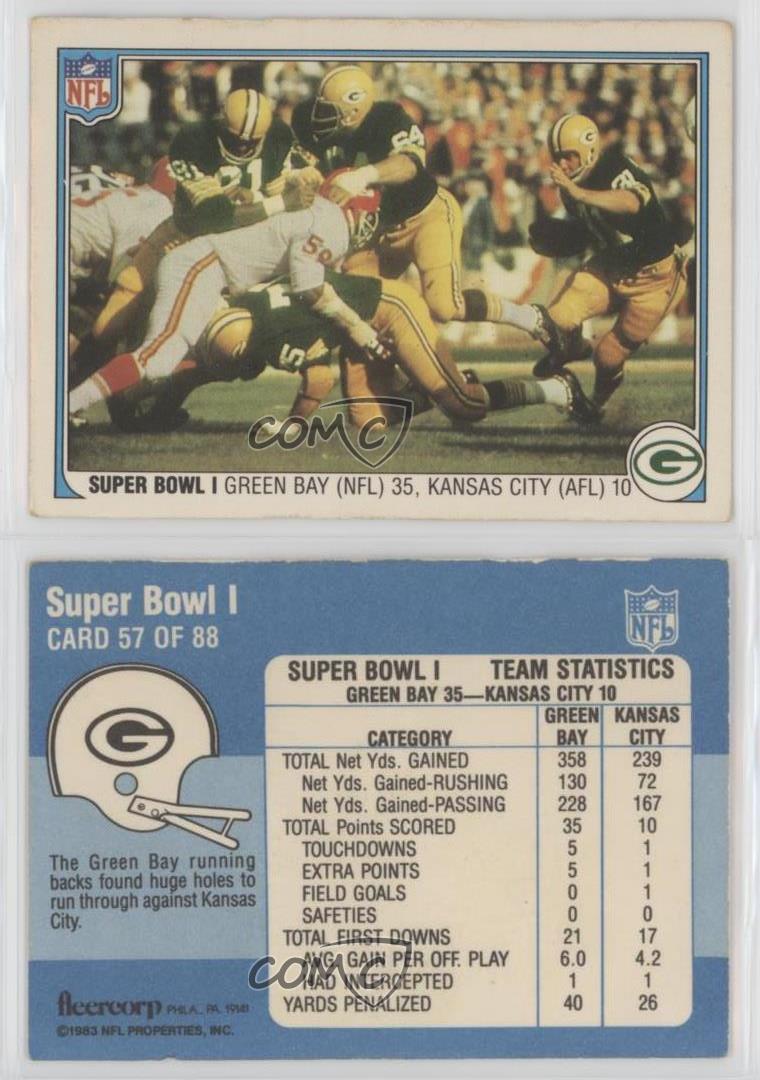 NFL
81
64
58
SUPER BOWL I GREEN BAY (NFL) 35, KANSAS CITY (AFL) 10
G
COMC
Super Bowl I
CARD 57 OF 88
NFL
G
The Green Bay running
backs found huge holes to
run through against Kansas
City.
fleercorp PHILA., PA. 19141
©1983 NFL PROPERTIES, INC.
SUPER BOWL I TEAM STATISTICS
GREEN BAY 35—KANSAS CITY 10
CATEGORY GREEN BAY KANSAS CITY
TOTAL Net Yds. GAINED 358 239
Net Yds. Gained-RUSHING 130 72
Net Yds. Gained-PASSING 228 167
TOTAL Points SCORED 35 10
TOUCHDOWNS 5 1
EXTRA POINTS 5 1
FIELD GOALS 0 1
SAFETIES 0 0
TOTAL FIRST DOWNS 21 17
AVG. GAIN PER OFF. PLAY 6.0 4.2
HAD INTERCEPTED 1 1
YARDS PENALIZED 40 26
COMC